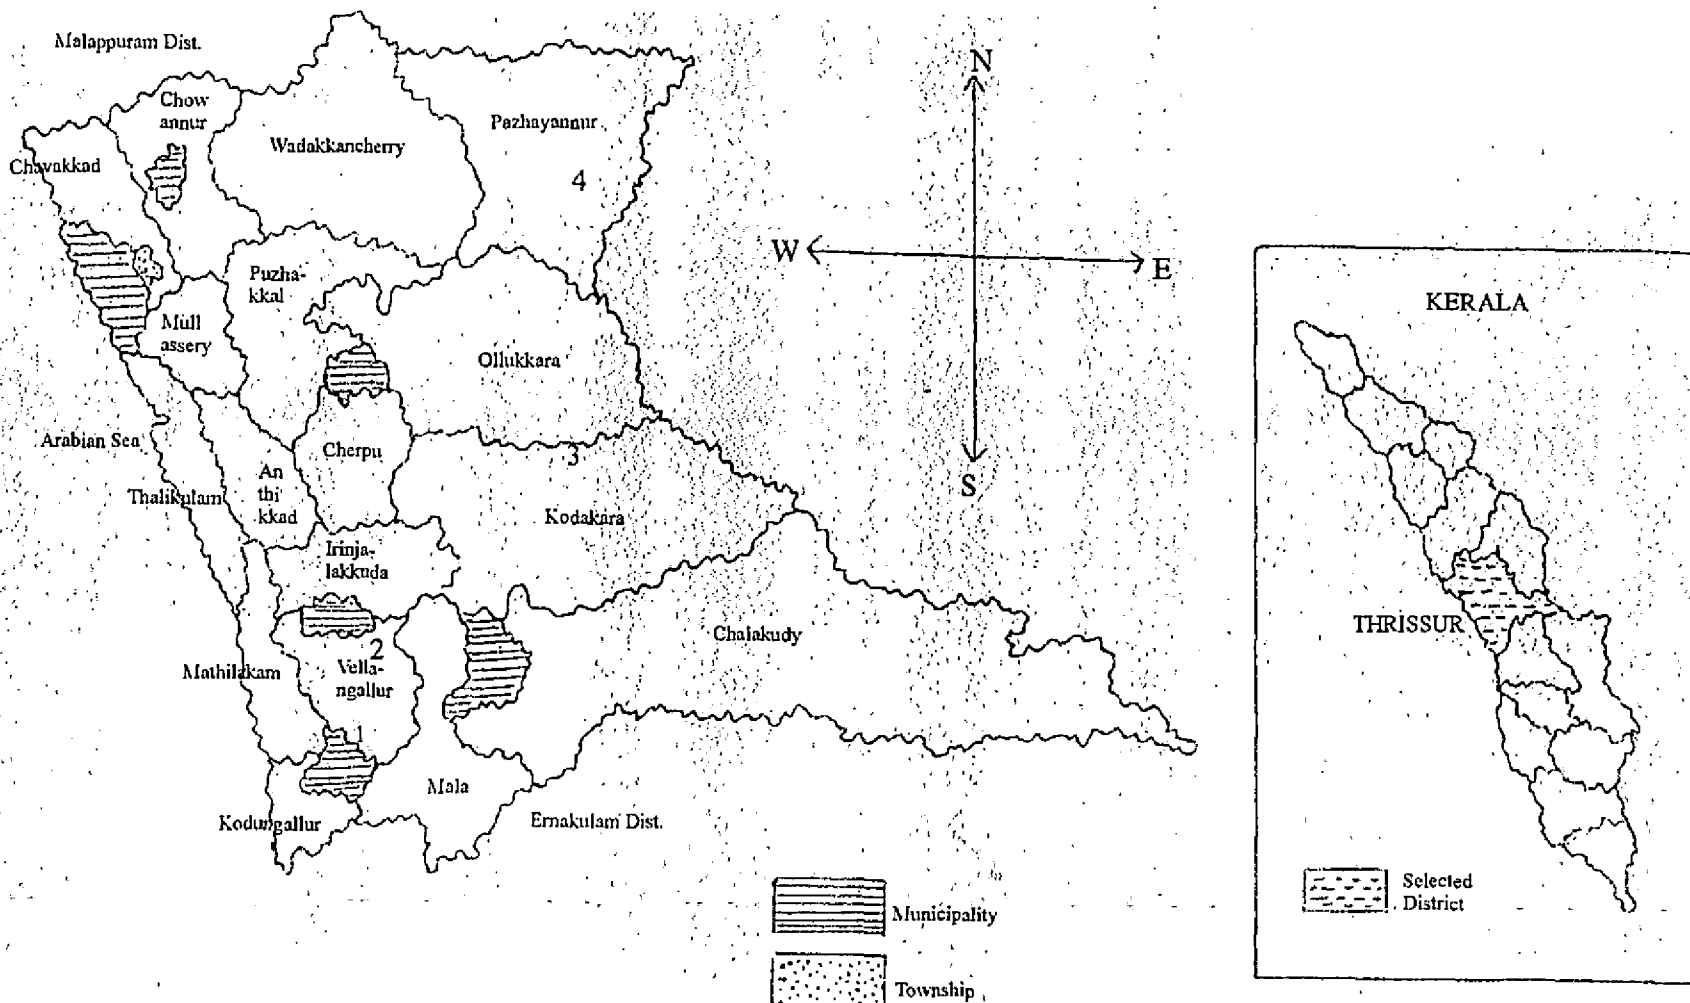 Malappuram Dist.
Chow
annur
Chavakkad
Wadakkancherry
Pazhayannur
4
N
W
E
S
Puzha-
kkal
Mull
assery
Ollukkara
Arabian Sea
Cherpu
3
An
thi
kkad
Thalikulam
Kodakara
Irinja-
lakkuda
Chalakudy
2
Vella-
ngallur
Mathilakam
1
Mala
Kodungallur
Ernakulam Dist.
Municipality
Township
KERALA
THRISSUR
Selected
District